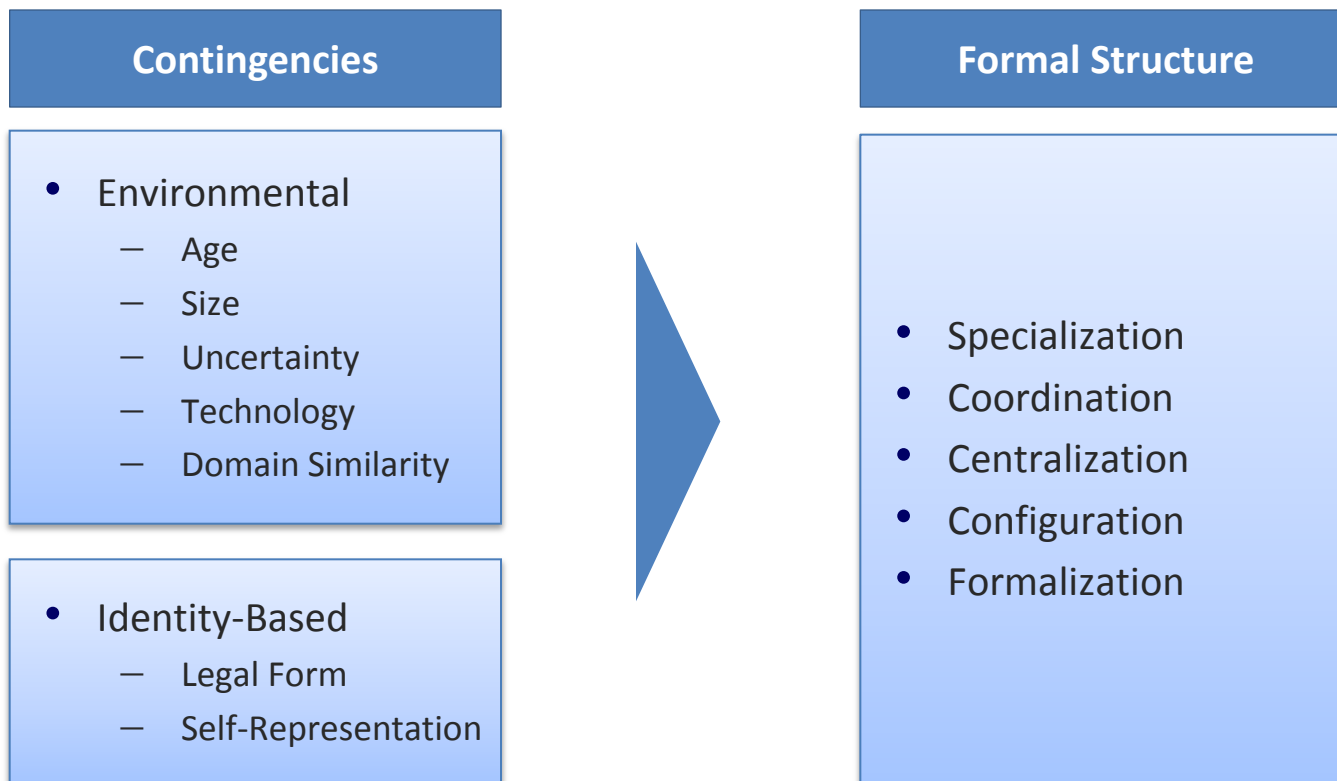 Contingencies
• Environmental
– Age
– Size
– Uncertainty
– Technology
– Domain Similarity
• Identity-Based
– Legal Form
– Self-Representation
Formal Structure
• Specialization
• Coordination
• Centralization
• Configuration
• Formalization